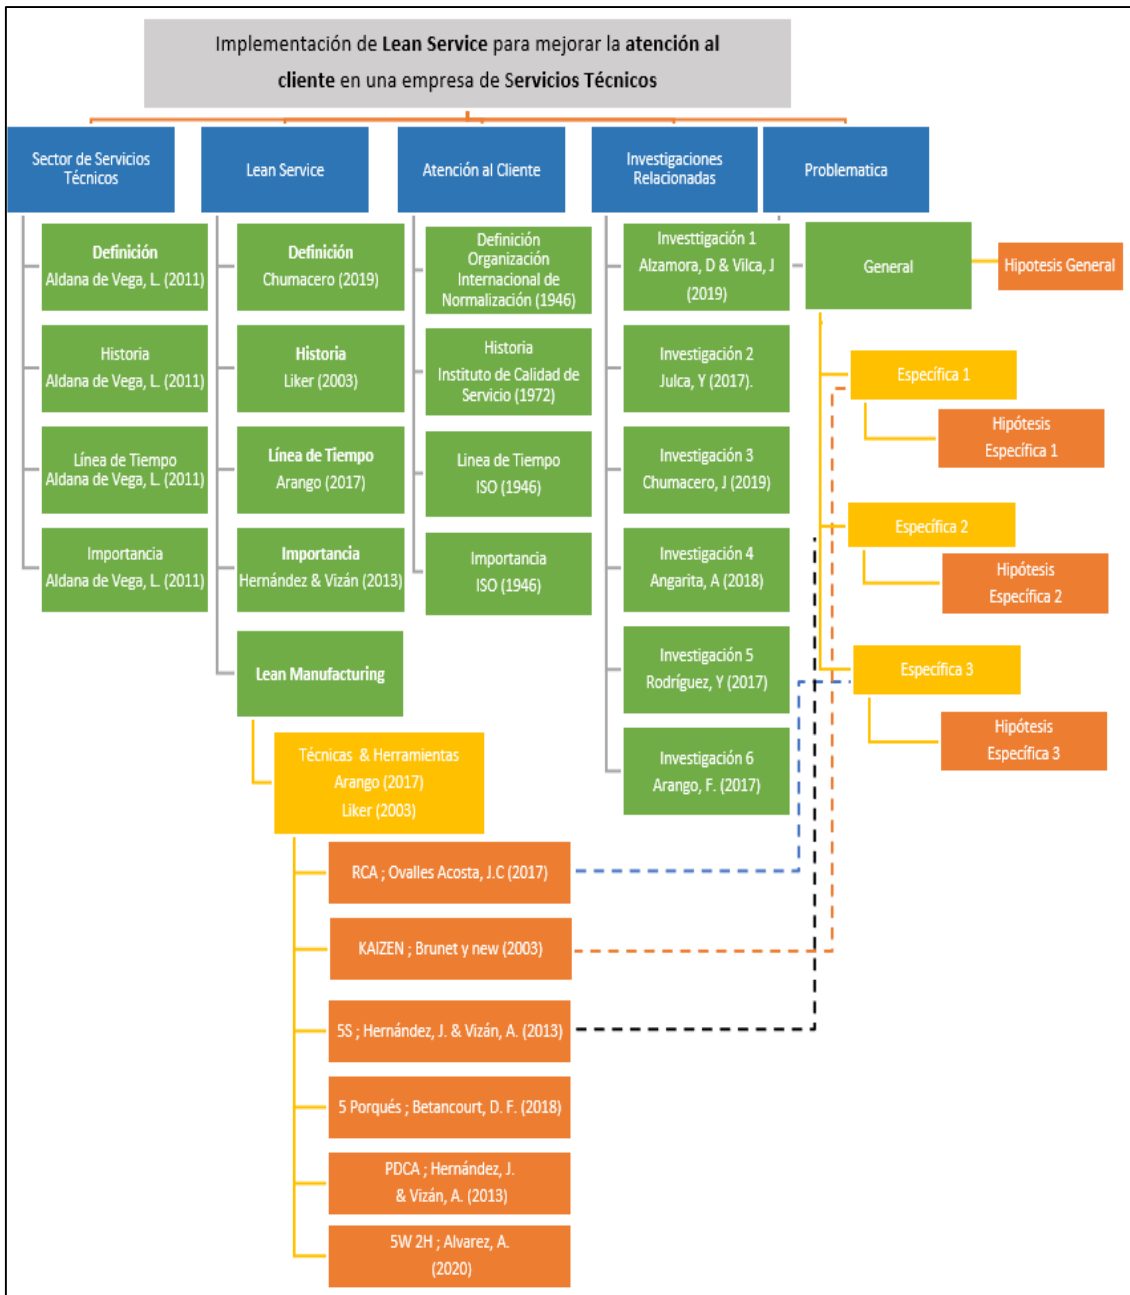 Implementación de Lean Service para mejorar la atención al
cliente en una empresa de Servicios Técnicos
Sector de Servicios
Técnicos
Lean Service
Atención al Cliente
Investigaciones
Relacionadas
Problematica
Definición
Aldana de Vega, L. (2011)
Historia
Aldana de Vega, L. (2011)
Línea de Tiempo
Aldana de Vega, L. (2011)
Importancia
Aldana de Vega, L. (2011)
Definición
Chumacero (2019)
Historia
Liker (2003)
Línea de Tiempo
Arango (2017)
Importancia
Hernández & Vizán (2013)
Lean Manufacturing
Técnicas & Herramientas
Arango (2017)
Liker (2003)
RCA ; Ovalles Acosta, J.C (2017)
KAIZEN ; Brunet y new (2003)
5S ; Hernández, J. & Vizán, A. (2013)
5 Porqués ; Betancourt, D. F. (2018)
PDCA ; Hernández, J.
& Vizán, A. (2013)
5W 2H ; Alvarez, A.
(2020)
Definición
Organización
Internacional de
Normalización (1946)
Historia
Instituto de Calidad de
Servicio (1972)
Linea de Tiempo
ISO (1946)
Importancia
ISO (1946)
Investtigación 1
Alzamora, D & Vilca, J
(2019)
Investigación 2
Julca, Y (2017).
Investigación 3
Chumacero, J (2019)
Investigación 4
Angarita, A (2018)
Investigación 5
Rodríguez, Y (2017)
Investigación 6
Arango, F. (2017)
General
Hipotesis General
Específica 1
Hipótesis
Específica 1
Específica 2
Hipótesis
Específica 2
Específica 3
Hipótesis
Específica 3